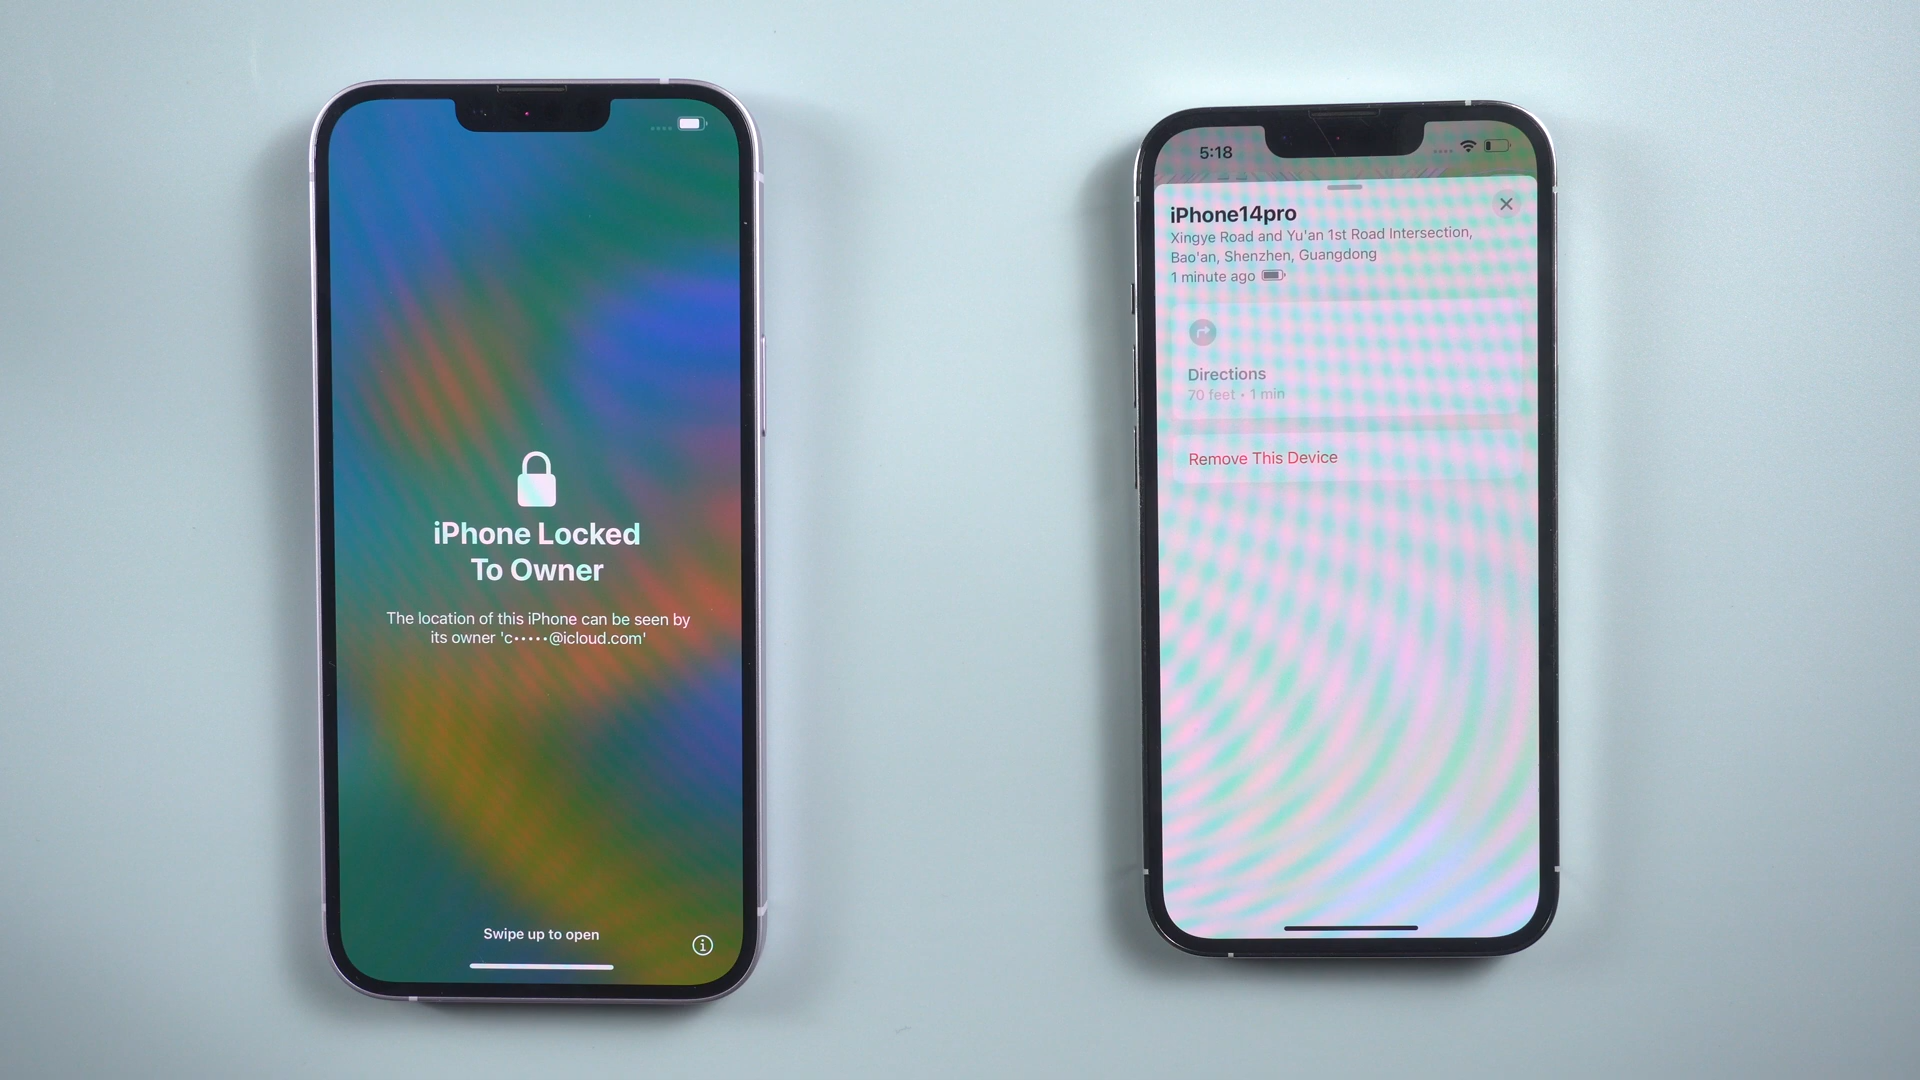 iPhone Locked
To Owner
The location of this iPhone can be seen by
its owner 'c•••••@icloud.com'
Swipe up to open
5:18
iPhone14pro
Xingye Road and Yu'an 1st Road Intersection,
Bao'an, Shenzhen, Guangdong
1 minute ago
Directions
70 feet • 1 min
Remove This Device